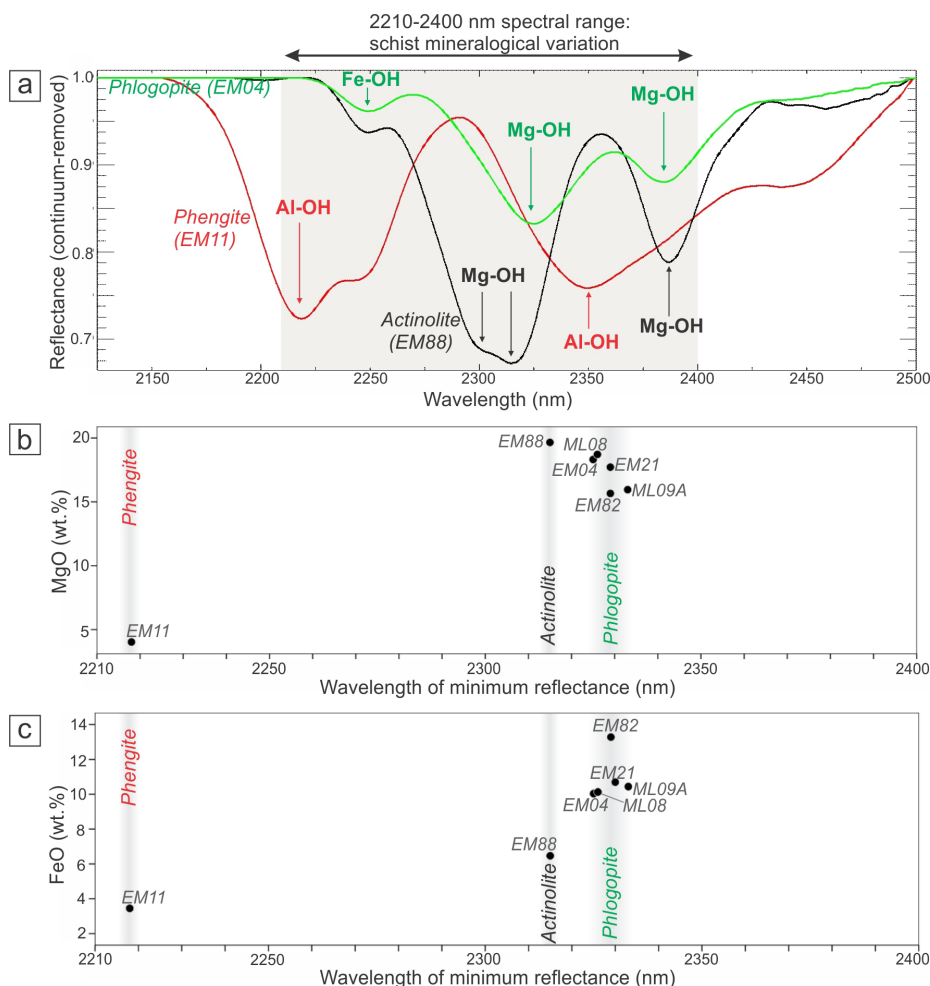 2210-2400 nm spectral range:
schist mineralogical variation
a
Reflectance (continuum-removed)
1.0
0.9
0.8
0.7
Phlogopite (EM04)
Fe-OH
Mg-OH
Mg-OH
Al-OH
Phengite
(EM11)
Mg-OH
Actinolite
(EM88)
Al-OH
Mg-OH
2150 2200 2250 2300 2350 2400 2450 2500
Wavelength (nm)
b
MgO (wt.%)
20
15
10
5
Phengite
EM11
EM88
ML08
EM04
EM21
EM82
ML09A
Actinolite
Phlogopite
2210 2250 2300 2350 2400
Wavelength of minimum reflectance (nm)
c
FeO (wt.%)
14
12
10
8
6
4
2
Phengite
EM11
EM82
EM21
ML09A
EM04
ML08
EM88
Actinolite
Phlogopite
2210 2250 2300 2350 2400
Wavelength of minimum reflectance (nm)